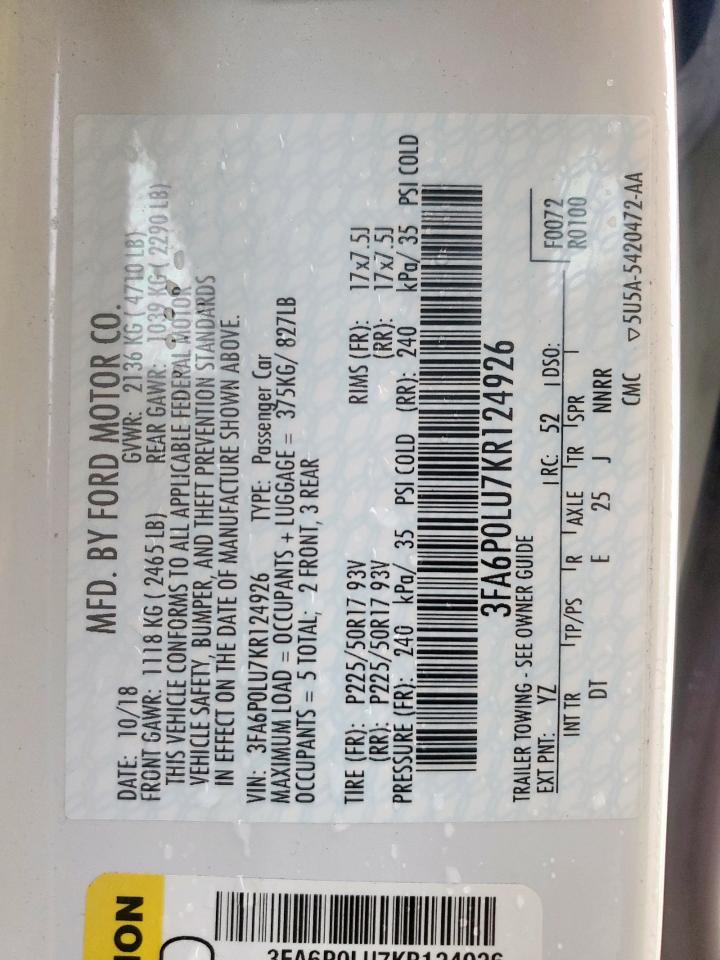 MFD. BY FORD MOTOR CO.
DATE: 10/18 GVWR: 2136 KG ( 4710 LB)
FRONT GAWR: 1118 KG ( 2465 LB) REAR GAWR: 1039 KG ( 2290 LB)
THIS VEHICLE CONFORMS TO ALL APPLICABLE FEDERAL MOTOR
VEHICLE SAFETY, BUMPER, AND THEFT PREVENTION STANDARDS
IN EFFECT ON THE DATE OF MANUFACTURE SHOWN ABOVE.
VIN: 3FA6P0LU7KR124926 TYPE: Passenger Car
MAXIMUM LOAD = OCCUPANTS + LUGGAGE = 375KG/ 827LB
OCCUPANTS = 5 TOTAL; 2 FRONT, 3 REAR
TIRE (FR): P225/50R17 93V RIMS (FR): 17x7.5J
(RR): P225/50R17 93V (RR): 17x7.5J
PRESSURE (FR): 240 kPa/ 35 PSI COLD (RR): 240 kPa/ 35 PSI COLD
3FA6P0LU7KR124926
TRAILER TOWING - SEE OWNER GUIDE F0072
EXT PNT: YZ RC: 52 DSO: R0100
INT TR TP/PS R AXLE TR SPR
DT E 25 J NNRR
CMC ▽5U5A-5420472-AA
ION
3FA6P0LU7KR124926